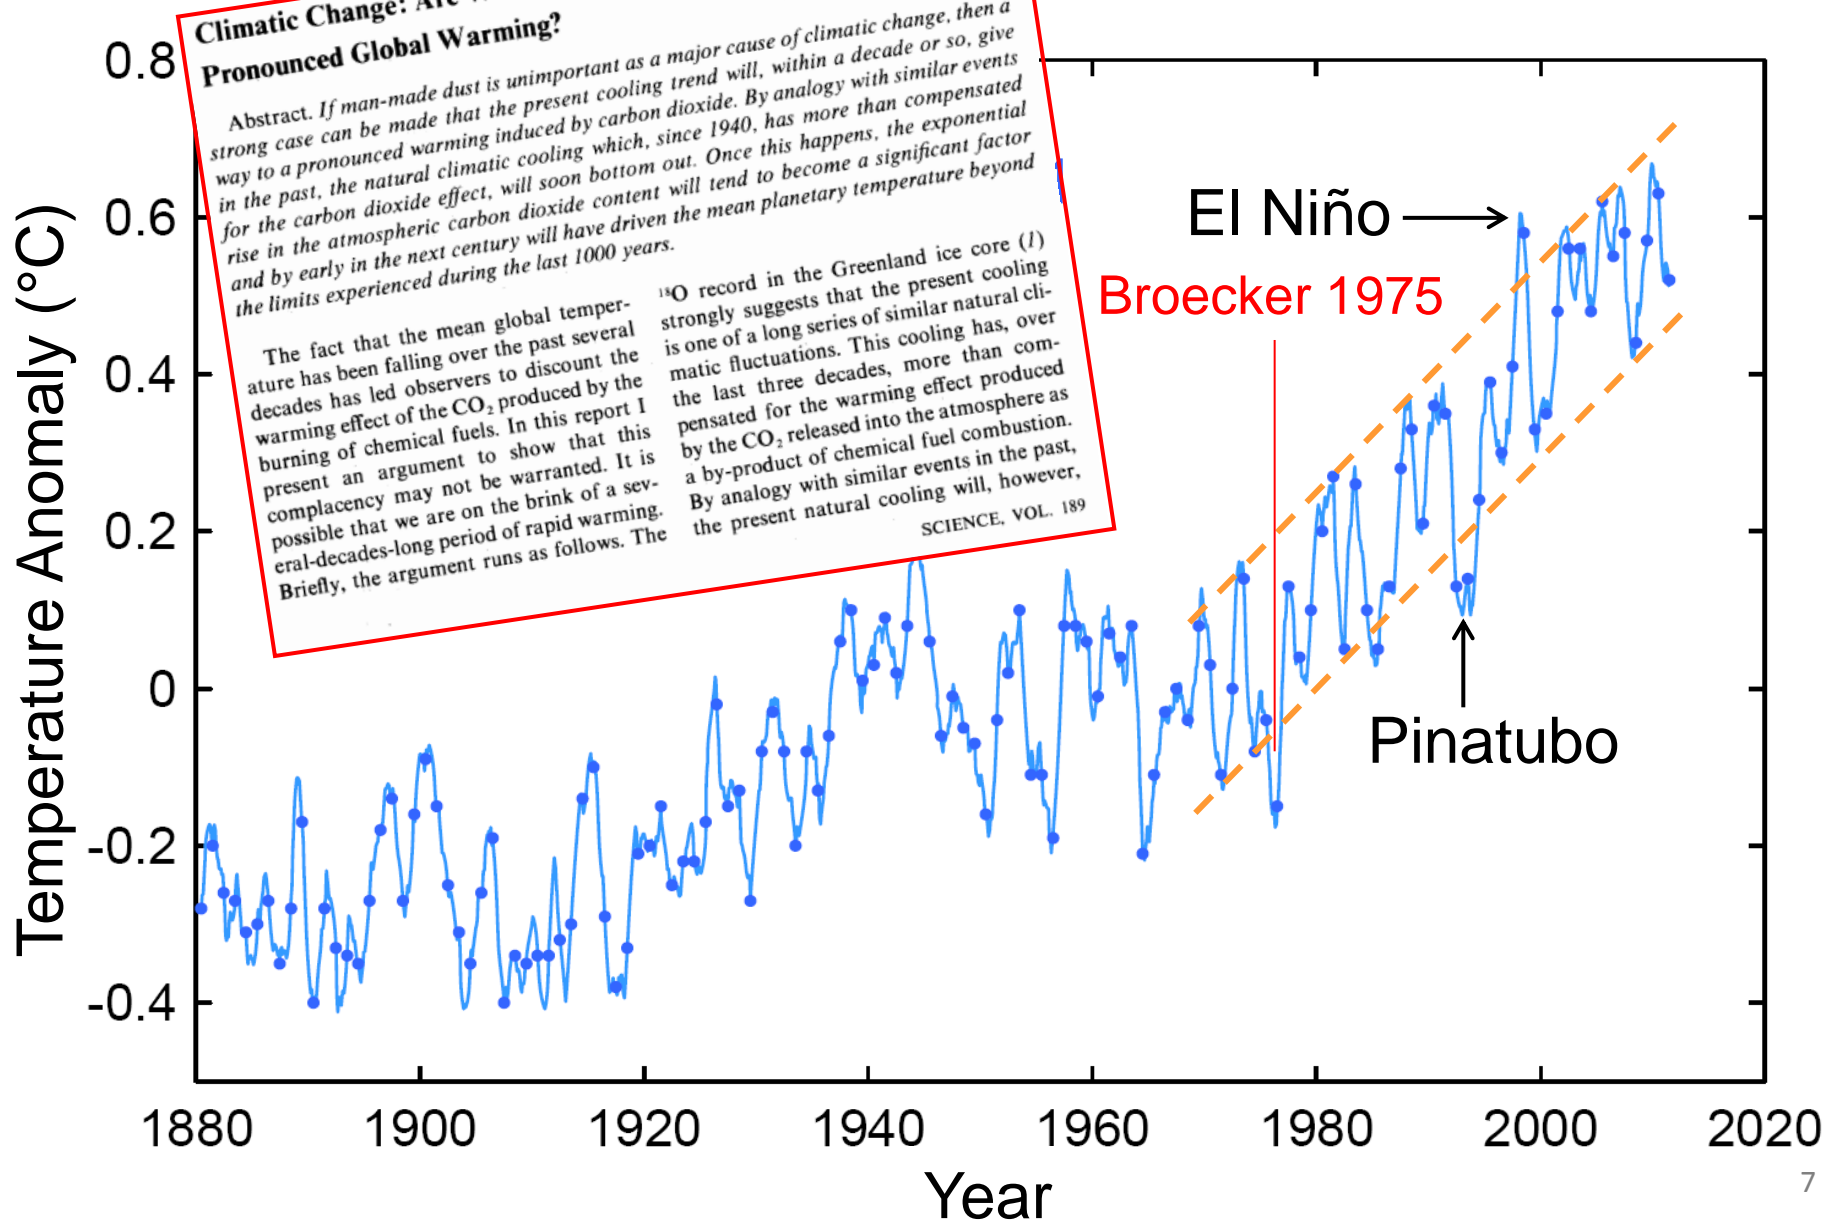 Climatic Change: Are
Pronounced Global Warming?
Abstract. If man-made dust is unimportant as a major cause of climatic change, then a
strong case can be made that the present cooling trend will, within a decade or so, give
way to a pronounced warming induced by carbon dioxide. By analogy with similar events
in the past, the natural climatic cooling which, since 1940, has more than compensated
for the carbon dioxide effect, will soon bottom out. Once this happens, the exponential
rise in the atmospheric carbon dioxide content will tend to become a significant factor
and by early in the next century will have driven the mean planetary temperature beyond
the limits experienced during the last 1000 years.
The fact that the mean global temper-
ature has been falling over the past several
decades has led observers to discount the
warming effect of the CO₂ produced by the
burning of chemical fuels. In this report I
present an argument to show that this
complacency may not be warranted. It is
possible that we are on the brink of a sev-
eral-decades-long period of rapid warming.
Briefly, the argument runs as follows. The
¹⁸O record in the Greenland ice core (1)
strongly suggests that the present cooling
is one of a long series of similar natural cli-
matic fluctuations. This cooling has, over
the last three decades, more than com-
pensated for the warming effect produced
by the CO₂ released into the atmosphere as
a by-product of chemical fuel combustion.
By analogy with similar events in the past,
the present natural cooling will, however,
SCIENCE, VOL. 189
Temperature Anomaly (°C)
0.8
0.6
0.4
0.2
0
-0.2
-0.4
El Niño
Broecker 1975
Pinatubo
1880 1900 1920 1940 1960 1980 2000 2020
Year
7